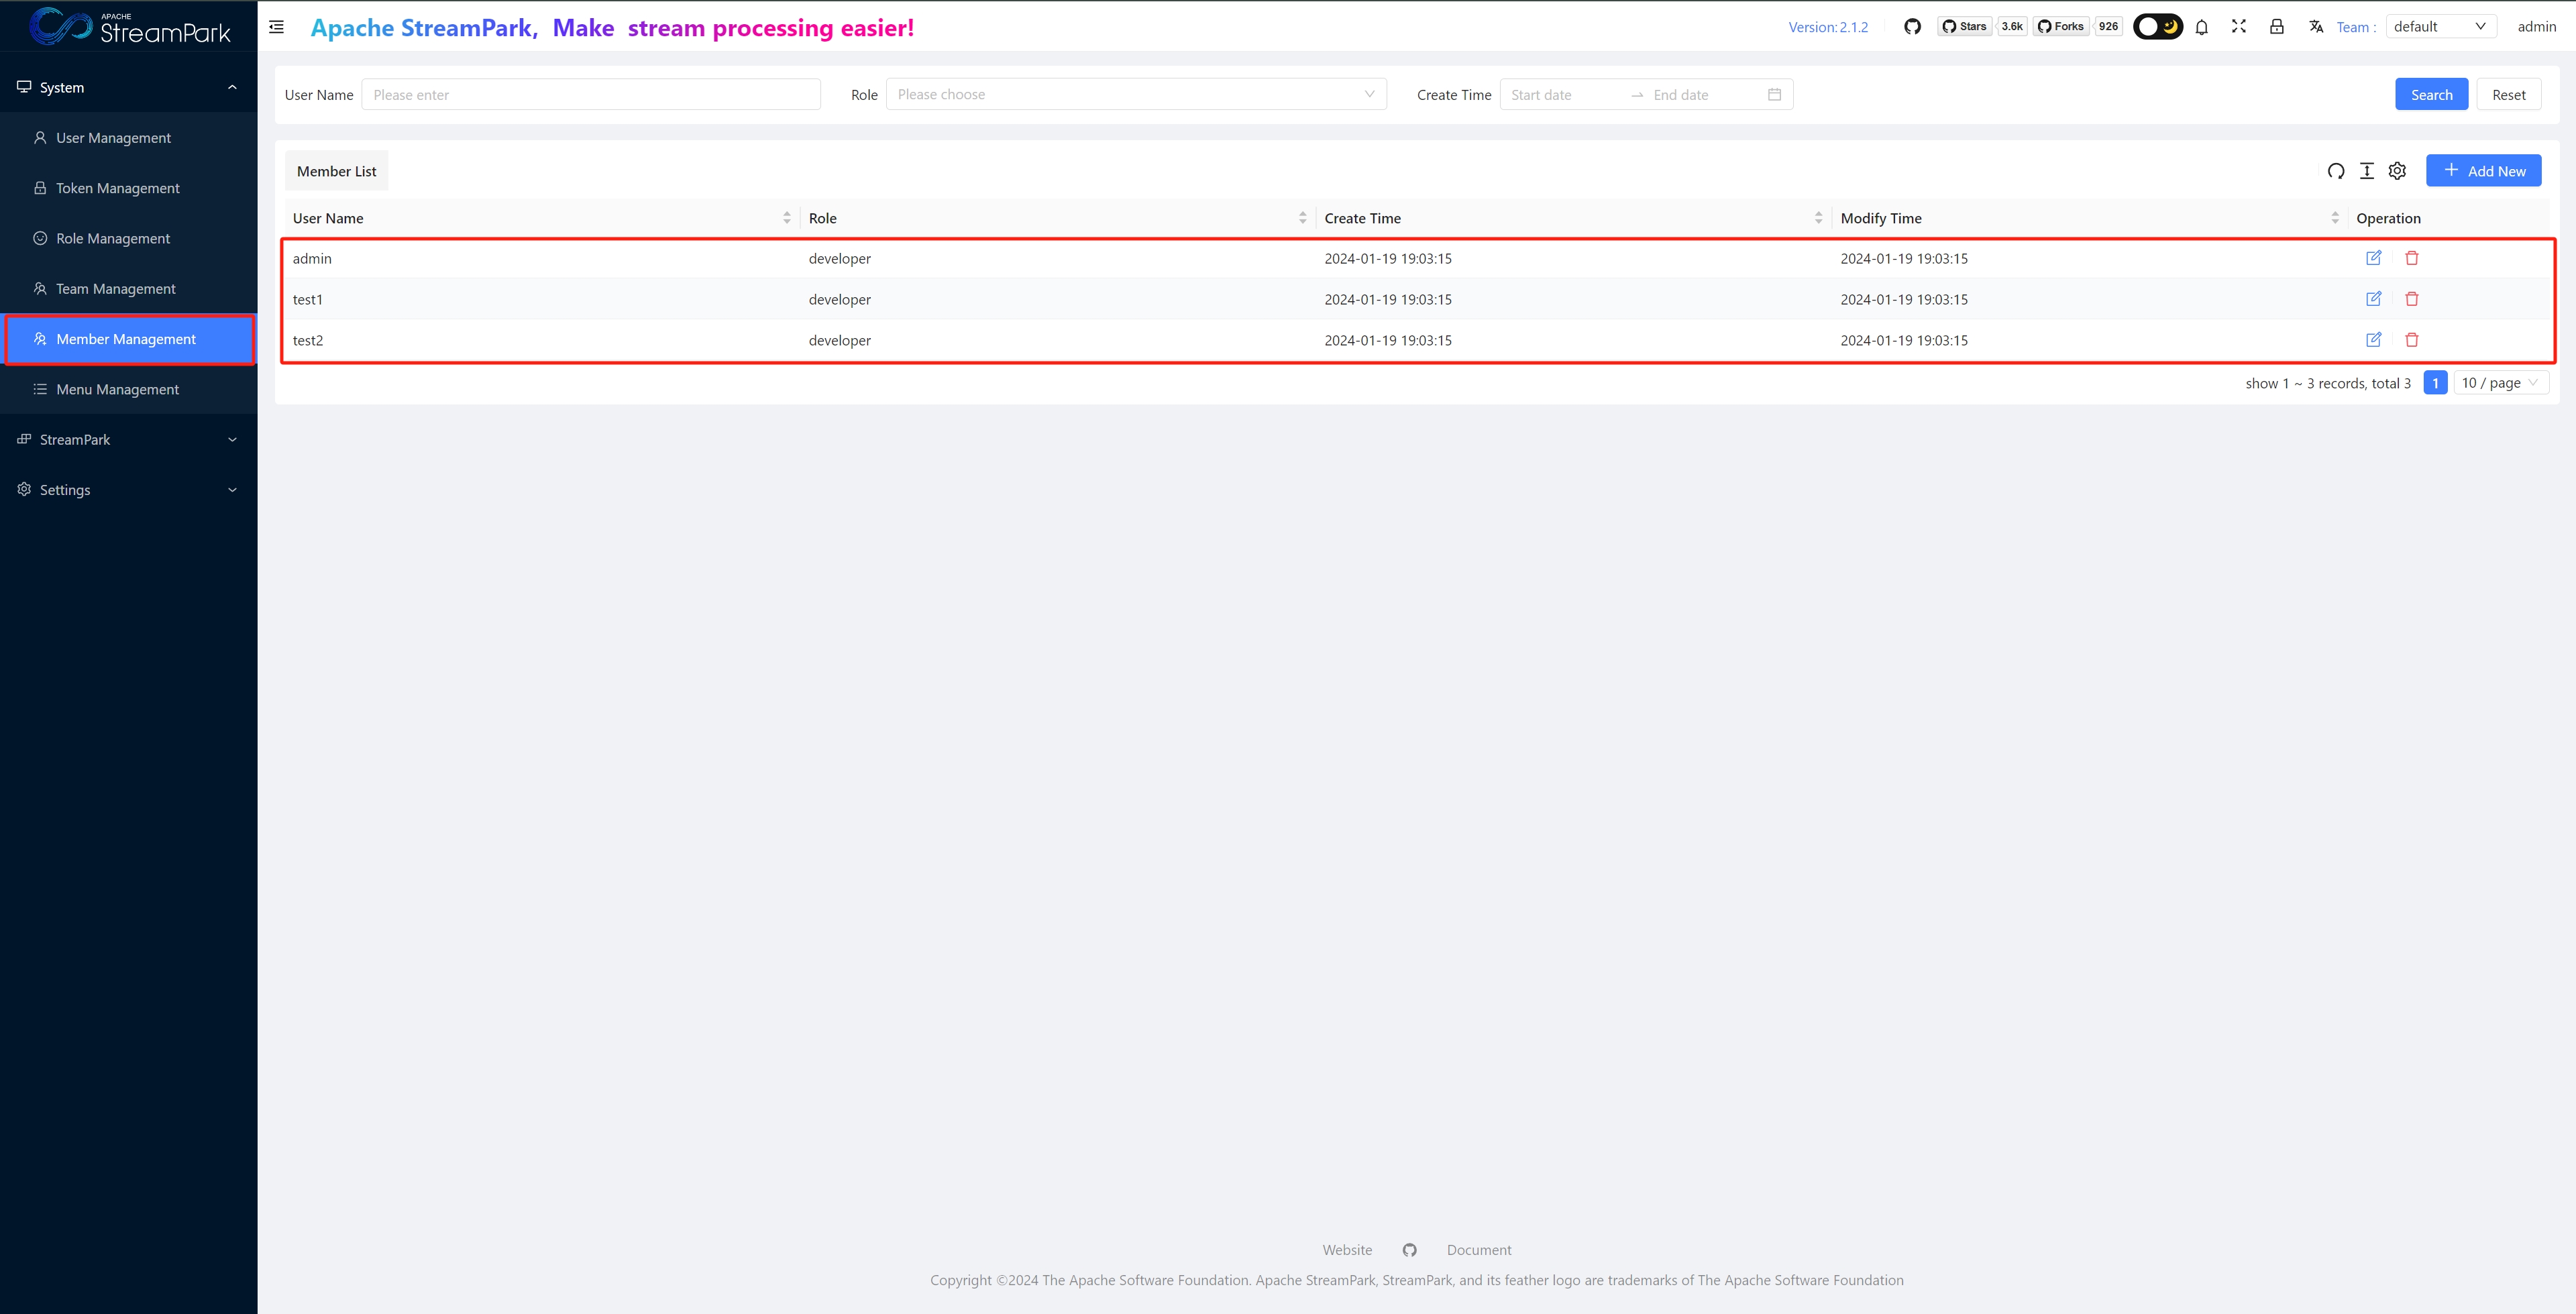 APACHE
StreamPark
Apache StreamPark, Make stream processing easier!
Version: 2.1.2
Stars 3.6k Forks 926
Team : default
admin
System
User Management
Token Management
Role Management
Team Management
Member Management
Menu Management
StreamPark
Settings
User Name Please enter Role Please choose Create Time Start date → End date Search Reset
Member List
Add New
User Name Role Create Time Modify Time Operation
admin developer 2024-01-19 19:03:15 2024-01-19 19:03:15
test1 developer 2024-01-19 19:03:15 2024-01-19 19:03:15
test2 developer 2024-01-19 19:03:15 2024-01-19 19:03:15
show 1 ~ 3 records, total 3 1 10 / page
Website Document
Copyright ©2024 The Apache Software Foundation. Apache StreamPark, StreamPark, and its feather logo are trademarks of The Apache Software Foundation